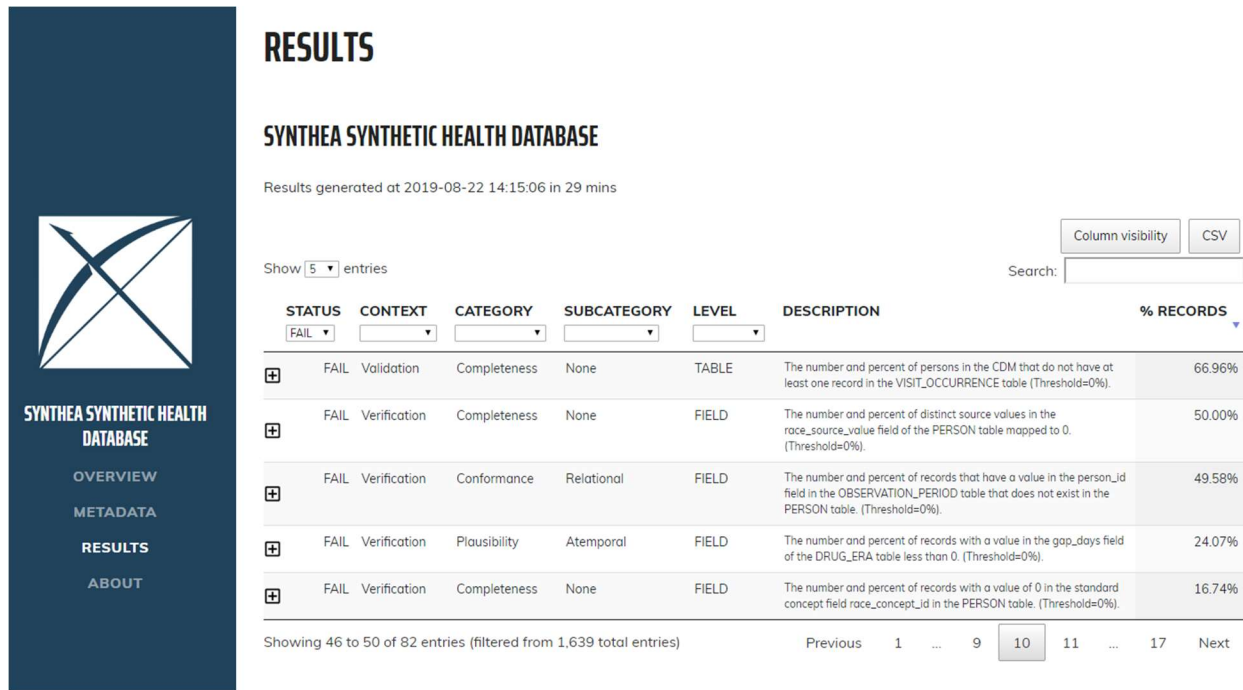 RESULTS
SYNTHEA SYNTHETIC HEALTH DATABASE
Results generated at 2019-08-22 14:15:06 in 29 mins
Column visibility
CSV
Show 5 entries
Search:
STATUS CONTEXT CATEGORY SUBCATEGORY LEVEL DESCRIPTION % RECORDS
FAIL
FAIL Validation Completeness None TABLE The number and percent of persons in the CDM that do not have at 66.96%
least one record in the VISIT_OCCURRENCE table (Threshold=0%).
FAIL Verification Completeness None FIELD The number and percent of distinct source values in the 50.00%
race_source_value field of the PERSON table mapped to 0.
(Threshold=0%).
FAIL Verification Conformance Relational FIELD The number and percent of records that have a value in the person_id 49.58%
field in the OBSERVATION_PERIOD table that does not exist in the
PERSON table. (Threshold=0%).
FAIL Verification Plausibility Atemporal FIELD The number and percent of records with a value in the gap_days field 24.07%
of the DRUG_ERA table less than 0. (Threshold=0%).
FAIL Verification Completeness None FIELD The number and percent of records with a value of 0 in the standard 16.74%
concept field race_concept_id in the PERSON table. (Threshold=0%).
Showing 46 to 50 of 82 entries (filtered from 1,639 total entries)
Previous 1 ... 9 10 11 ... 17 Next
SYNTHEA SYNTHETIC HEALTH
DATABASE
OVERVIEW
METADATA
RESULTS
ABOUT